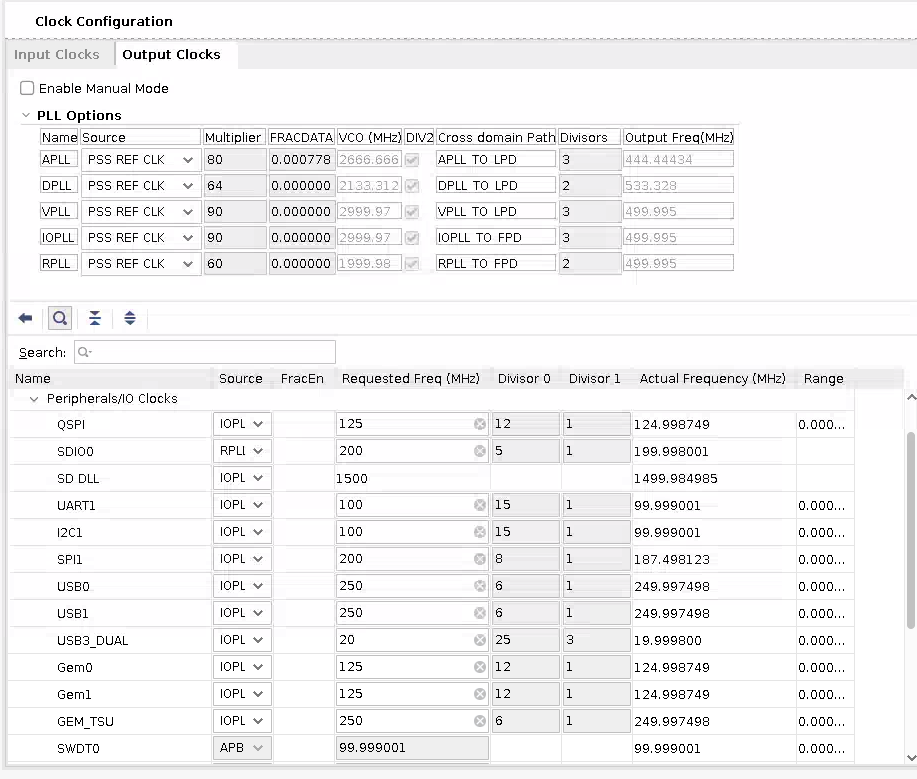 Clock Configuration
Input Clocks Output Clocks
Enable Manual Mode
PLL Options
Name Source Multiplier FRACDATA VCO (MHz) DIV2 Cross domain Path Divisors Output Freq(MHz)
APLL PSS REF CLK 80 0.000778 2666.666 APLL TO LPD 3 444.44434
DPLL PSS REF CLK 64 0.000000 2133.312 DPLL TO LPD 2 533.328
VPLL PSS REF CLK 90 0.000000 2999.97 VPLL TO LPD 3 499.995
IOPLL PSS REF CLK 90 0.000000 2999.97 IOPLL TO FPD 3 499.995
RPLL PSS REF CLK 60 0.000000 1999.98 RPLL TO FPD 2 499.995
Search: Q-
Name Source FracEn Requested Freq (MHz) Divisor 0 Divisor 1 Actual Frequency (MHz) Range
Peripherals/IO Clocks
QSPI IOPL 125 12 1 124.998749 0.000...
SDIO0 RPLL 200 5 1 199.998001
SD DLL IOPL 1500 1499.984985
UART1 IOPL 100 15 1 99.999001 0.000...
I2C1 IOPL 100 15 1 99.999001 0.000...
SPI1 IOPL 200 8 1 187.498123 0.000...
USB0 IOPL 250 6 1 249.997498 0.000...
USB1 IOPL 250 6 1 249.997498 0.000...
USB3_DUAL IOPL 20 25 3 19.999800 0.000...
Gem0 IOPL 125 12 1 124.998749 0.000...
Gem1 IOPL 125 12 1 124.998749 0.000...
GEM_TSU IOPL 250 6 1 249.997498 0.000...
SWDT0 APB 99.999001 99.999001 0.000...